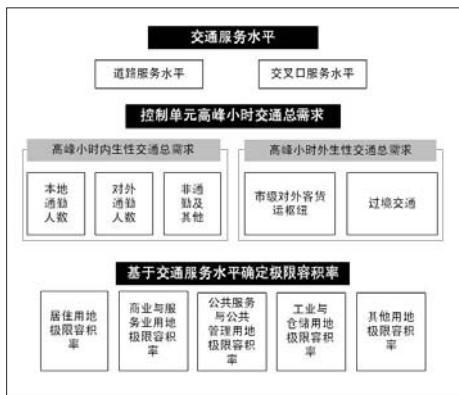 交通服务水平
道路服务水平
交叉口服务水平
控制单元高峰小时交通总需求
高峰小时内生性交通总需求
高峰小时外生性交通总需求
本地
通勤
人数
对外
通勤
人数
非通
勤及
其他
市级对外客货
运枢纽
过境交通
基于交通服务水平确定极限容积率
居住用地
极限容积
率
商业与服
务业用地
极限容积
率
公共服务
与公共
管理用地
极限容积
率
工业与
仓储用地
极限容积
率
其他用地
极限容积
率